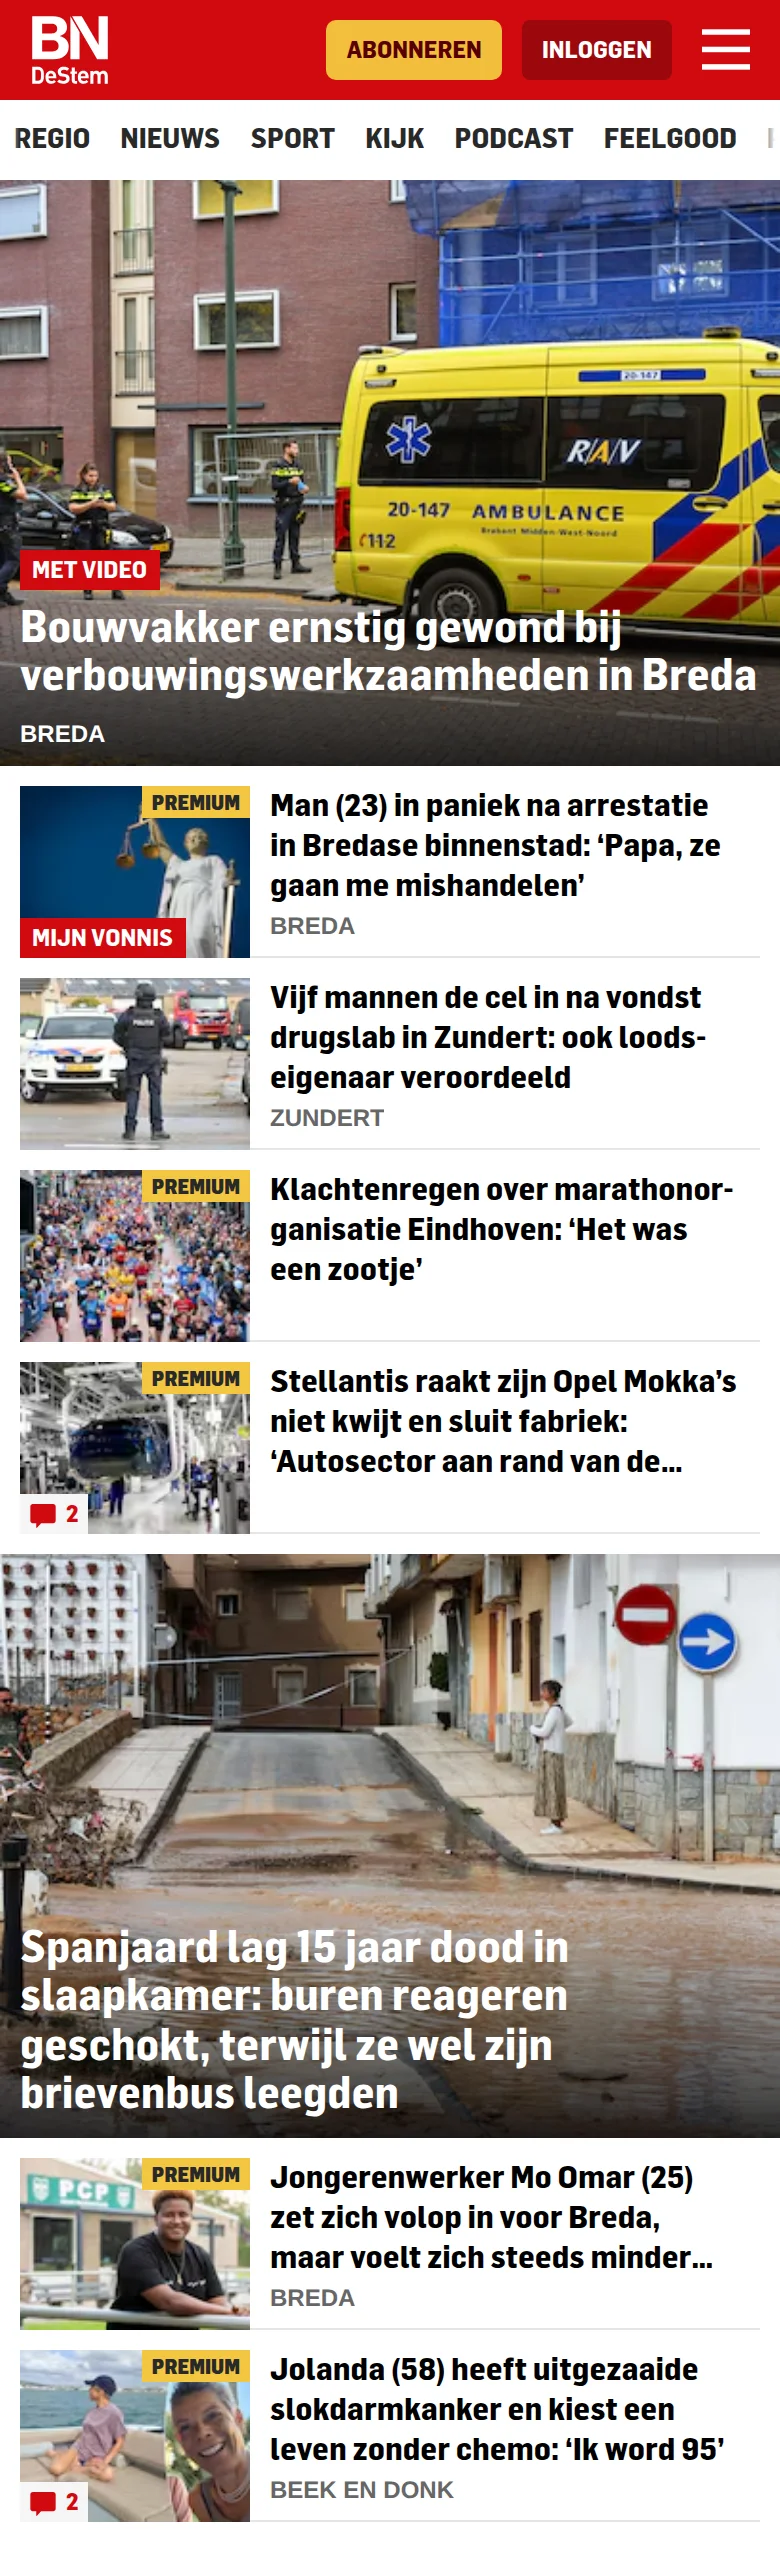 BN
DeStem
ABONNEREN
INLOGGEN
REGIO NIEUWS SPORT KIJK PODCAST FEELGOOD
20-147
RAV
20-147 AMBULANCE
Brabant Midden-West-Noord
112
MET VIDEO
Bouwvakker ernstig gewond bij
verbouwingswerkzaamheden in Breda
BREDA
PREMIUM
MIJN VONNIS
Man (23) in paniek na arrestatie
in Bredase binnenstad: ‘Papa, ze
gaan me mishandelen’
BREDA
POLITIE
Vijf mannen de cel in na vondst
drugslab in Zundert: ook loods-
eigenaar veroordeeld
ZUNDERT
PREMIUM
Klachtenregen over marathonor-
ganisatie Eindhoven: ‘Het was
een zootje’
PREMIUM
2
Stellantis raakt zijn Opel Mokka’s
niet kwijt en sluit fabriek:
‘Autosector aan rand van de...
Spanjaard lag 15 jaar dood in
slaapkamer: buren reageren
geschokt, terwijl ze wel zijn
brievenbus leegden
PREMIUM
PCP
Jongerenwerker Mo Omar (25)
zet zich volop in voor Breda,
maar voelt zich steeds minder...
BREDA
PREMIUM
2
Jolanda (58) heeft uitgezaaide
slokdarmkanker en kiest een
leven zonder chemo: ‘Ik word 95’
BEEK EN DONK